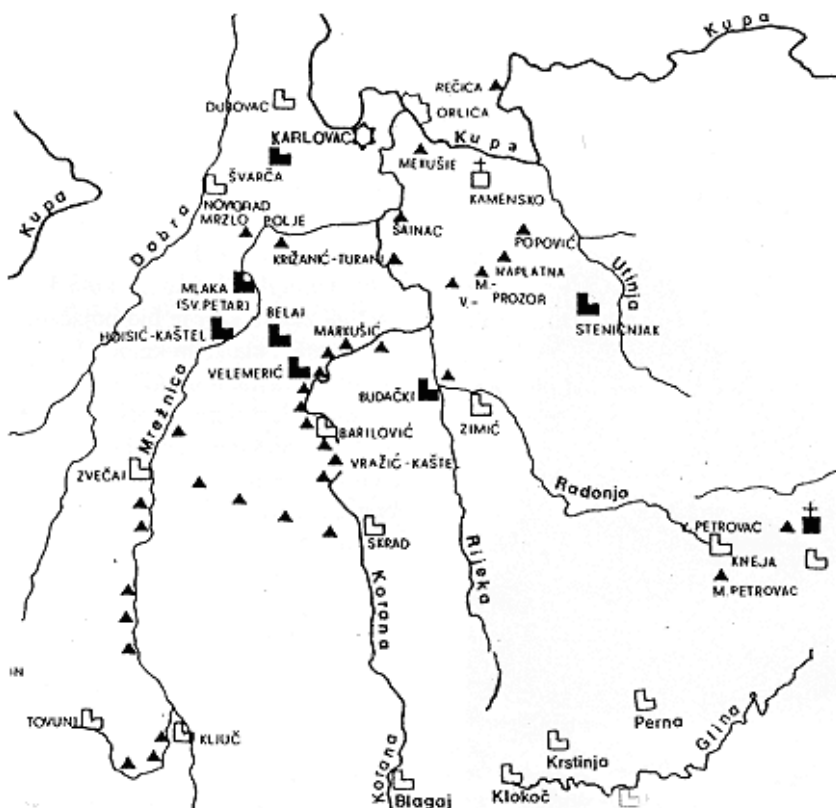 Kupa
REČICA
DUBOVAC
ORLICA
KARLOVAC
Kupa
MEKUŠJE
ŠVARČA
KAMENSKO
NOVIGRAD
Kupa
MRZLO POLJE
ŠAINAC
POPOVIĆ
Dobra
KRIŽANIĆ-TURANJ
NAPLATNA
Utinja
MLAKA
(SV. PETAR)
M.-
V.-
PROZOR
BELAJ
STENIČNJAK
MARKUŠIĆ
VELEMERIĆ
BUDAČKI
Mrežnica
ZIMIĆ
BARILOVIĆ
ZVEČAJ
VRAŽIĆ-KAŠTEL
Radonja
V. PETROVAC
SKRAD
KNEJA
Rijeka
M. PETROVAC
Korana
Perna
Glina
TOVUNJ
KLJUČ
Krstinja
Korana
Blagaj
Klokoč